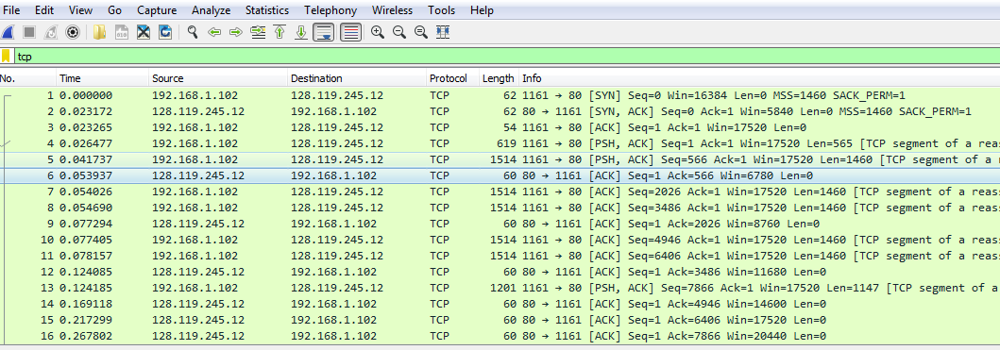 File Edit View Go Capture Analyze Statistics Telephony Wireless Tools Help
tcp
No. Time Source Destination Protocol Length Info
1 0.000000 192.168.1.102 128.119.245.12 TCP 62 1161 → 80 [SYN] Seq=0 Win=16384 Len=0 MSS=1460 SACK_PERM=1
2 0.023172 128.119.245.12 192.168.1.102 TCP 62 80 → 1161 [SYN, ACK] Seq=0 Ack=1 Win=5840 Len=0 MSS=1460 SACK_PERM=1
3 0.023265 192.168.1.102 128.119.245.12 TCP 54 1161 → 80 [ACK] Seq=1 Ack=1 Win=17520 Len=0
4 0.026477 192.168.1.102 128.119.245.12 TCP 619 1161 → 80 [PSH, ACK] Seq=1 Ack=1 Win=17520 Len=565 [TCP segment of a reas
5 0.041737 192.168.1.102 128.119.245.12 TCP 1514 1161 → 80 [PSH, ACK] Seq=566 Ack=1 Win=17520 Len=1460 [TCP segment of a r
6 0.053937 128.119.245.12 192.168.1.102 TCP 60 80 → 1161 [ACK] Seq=1 Ack=566 Win=6780 Len=0
7 0.054026 192.168.1.102 128.119.245.12 TCP 1514 1161 → 80 [ACK] Seq=2026 Ack=1 Win=17520 Len=1460 [TCP segment of a reass
8 0.054690 192.168.1.102 128.119.245.12 TCP 1514 1161 → 80 [ACK] Seq=3486 Ack=1 Win=17520 Len=1460 [TCP segment of a reass
9 0.077294 128.119.245.12 192.168.1.102 TCP 60 80 → 1161 [ACK] Seq=1 Ack=2026 Win=8760 Len=0
10 0.077405 192.168.1.102 128.119.245.12 TCP 1514 1161 → 80 [ACK] Seq=4946 Ack=1 Win=17520 Len=1460 [TCP segment of a reass
11 0.078157 192.168.1.102 128.119.245.12 TCP 1514 1161 → 80 [ACK] Seq=6406 Ack=1 Win=17520 Len=1460 [TCP segment of a reass
12 0.124085 128.119.245.12 192.168.1.102 TCP 60 80 → 1161 [ACK] Seq=1 Ack=3486 Win=11680 Len=0
13 0.124185 192.168.1.102 128.119.245.12 TCP 1201 1161 → 80 [PSH, ACK] Seq=7866 Ack=1 Win=17520 Len=1147 [TCP segment of a
14 0.169118 128.119.245.12 192.168.1.102 TCP 60 80 → 1161 [ACK] Seq=1 Ack=4946 Win=14600 Len=0
15 0.217299 128.119.245.12 192.168.1.102 TCP 60 80 → 1161 [ACK] Seq=1 Ack=6406 Win=17520 Len=0
16 0.267802 128.119.245.12 192.168.1.102 TCP 60 80 → 1161 [ACK] Seq=1 Ack=7866 Win=20440 Len=0